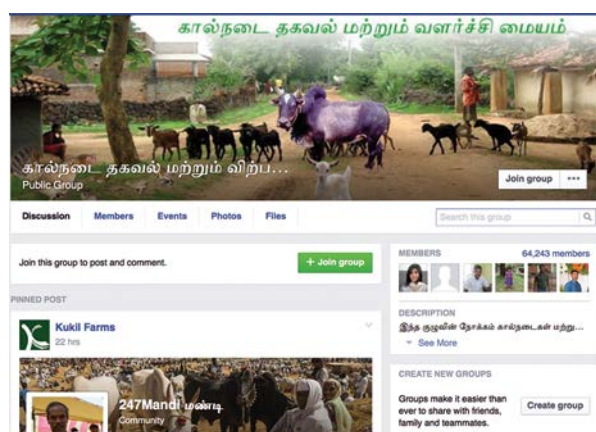 கால்நடை தகவல் மற்றும் வளர்ச்சி மையம்
கால்நடை தகவல் மற்றும் விற்ப...
Public Group
Join group
Discussion Members Events Photos Files
Search this group
Join this group to post and comment.
+ Join group
PINNED POST
Kukil Farms
22 hrs
247Mandi மண்டி
Community
MEMBERS 64,243 members
DESCRIPTION
இந்த குழுவின் நோக்கம் கால்நடைகள் மற்று...
See More
CREATE NEW GROUPS
Groups make it easier than
ever to share with friends,
family and teammates.
Create group